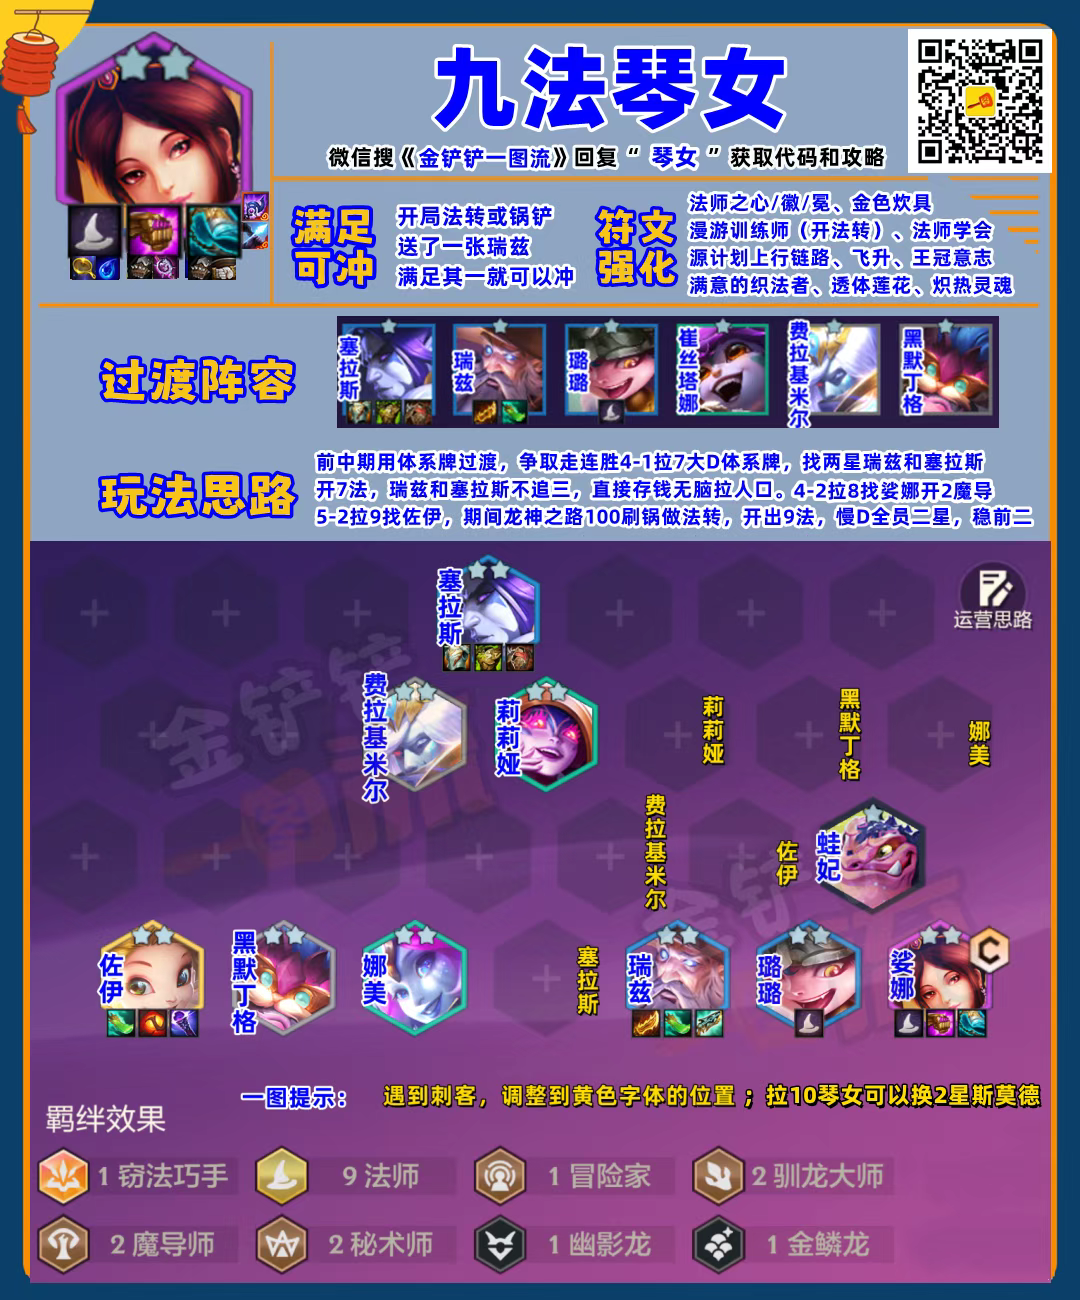 九法琴女
微信搜《金铲铲一图流》回复“ 琴女 ”获取代码和攻略
满足
可冲
开局法转或锅铲
送了一张瑞兹
满足其一就可以冲
符文
强化
法师之心/徽/冕、金色炊具
漫游训练师（开法转）、法师学会
源计划上行链路、飞升、王冠意志
满意的织法者、透体莲花、炽热灵魂
过渡阵容
塞拉斯
瑞兹
璐璐
崔丝塔娜
费拉基米尔
黑默丁格
玩法思路
前中期用体系牌过渡，争取走连胜4-1拉7大D体系牌，找两星瑞兹和塞拉斯
开7法，瑞兹和塞拉斯不追三，直接存钱无脑拉人口。4-2拉8找娑娜开2魔导
5-2拉9找佐伊，期间龙神之路100刷锅做法转，开出9法，慢D全员二星，稳前二
塞拉斯
运营思路
费拉基米尔
莉莉娅
莉莉娅
黑默丁格
娜美
费拉基米尔
佐伊
蛙妃
佐伊
黑默丁格
娜美
塞拉斯
瑞兹
璐璐
娑娜
C
金铲铲
一图流
金铲铲
一图提示：
遇到刺客，调整到黄色字体的位置；拉10琴女可以换2星斯莫德
羁绊效果
1 窃法巧手
9 法师
1 冒险家
2 驯龙大师
2 魔导师
2 秘术师
1 幽影龙
1 金鳞龙